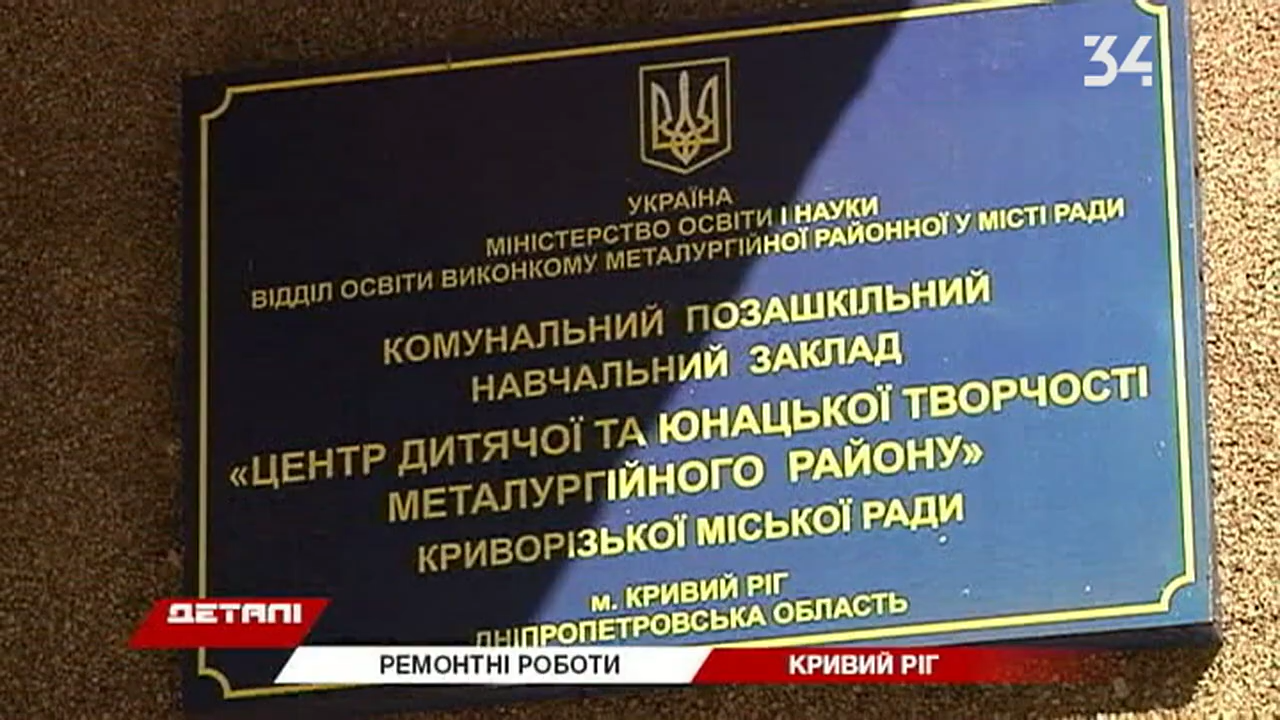 34
УКРАЇНА
МІНІСТЕРСТВО ОСВІТИ І НАУКИ
ВІДДІЛ ОСВІТИ ВИКОНКОМУ МЕТАЛУРГІЙНОЇ РАЙОННОЇ У МІСТІ РАДИ
КОМУНАЛЬНИЙ ПОЗАШКІЛЬНИЙ
НАВЧАЛЬНИЙ ЗАКЛАД
«ЦЕНТР ДИТЯЧОЇ ТА ЮНАЦЬКОЇ ТВОРЧОСТІ
МЕТАЛУРГІЙНОГО РАЙОНУ»
КРИВОРІЗЬКОЇ МІСЬКОЇ РАДИ
м. КРИВИЙ РІГ
ДНІПРОПЕТРОВСЬКА ОБЛАСТЬ
ДЕТАЛІ
РЕМОНТНІ РОБОТИ
КРИВИЙ РІГ